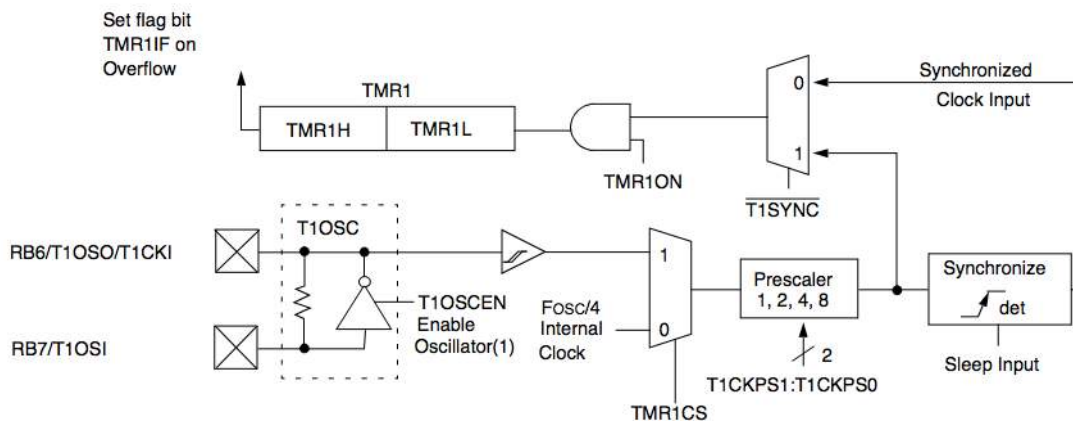 Set flag bit
TMR1IF on
Overflow
TMR1
TMR1H
TMR1L
TMR1ON
0
1
T1SYNC
Synchronized
Clock Input
RB6/T1OSO/T1CKI
RB7/T1OSI
T1OSC
T1OSCEN
Enable
Oscillator(1)
FOSC/4
Internal
Clock
1
0
TMR1CS
Prescaler
1, 2, 4, 8
2
T1CKPS1:T1CKPS0
Synchronize
det
Sleep Input